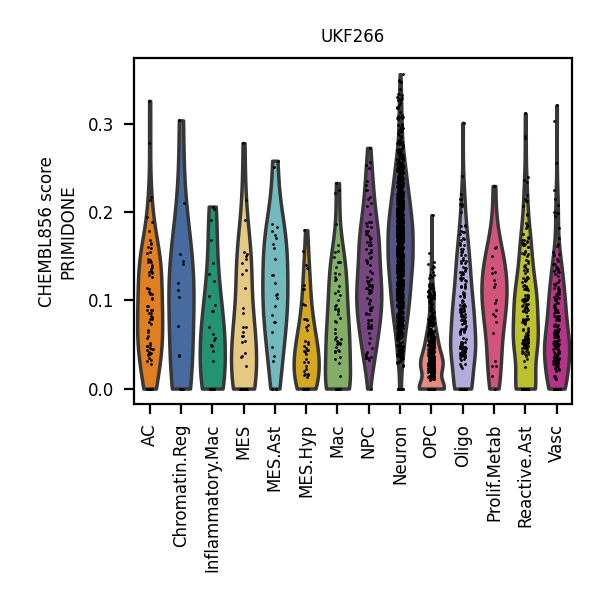 UKF266
CHEMBL856 score
PRIMIDONE
0.3
0.2
0.1
0.0
AC
Chromatin.Reg
Inflammatory.Mac
MES
MES.Ast
MES.Hyp
Mac
NPC
Neuron
OPC
Oligo
Prolif.Metab
Reactive.Ast
Vasc